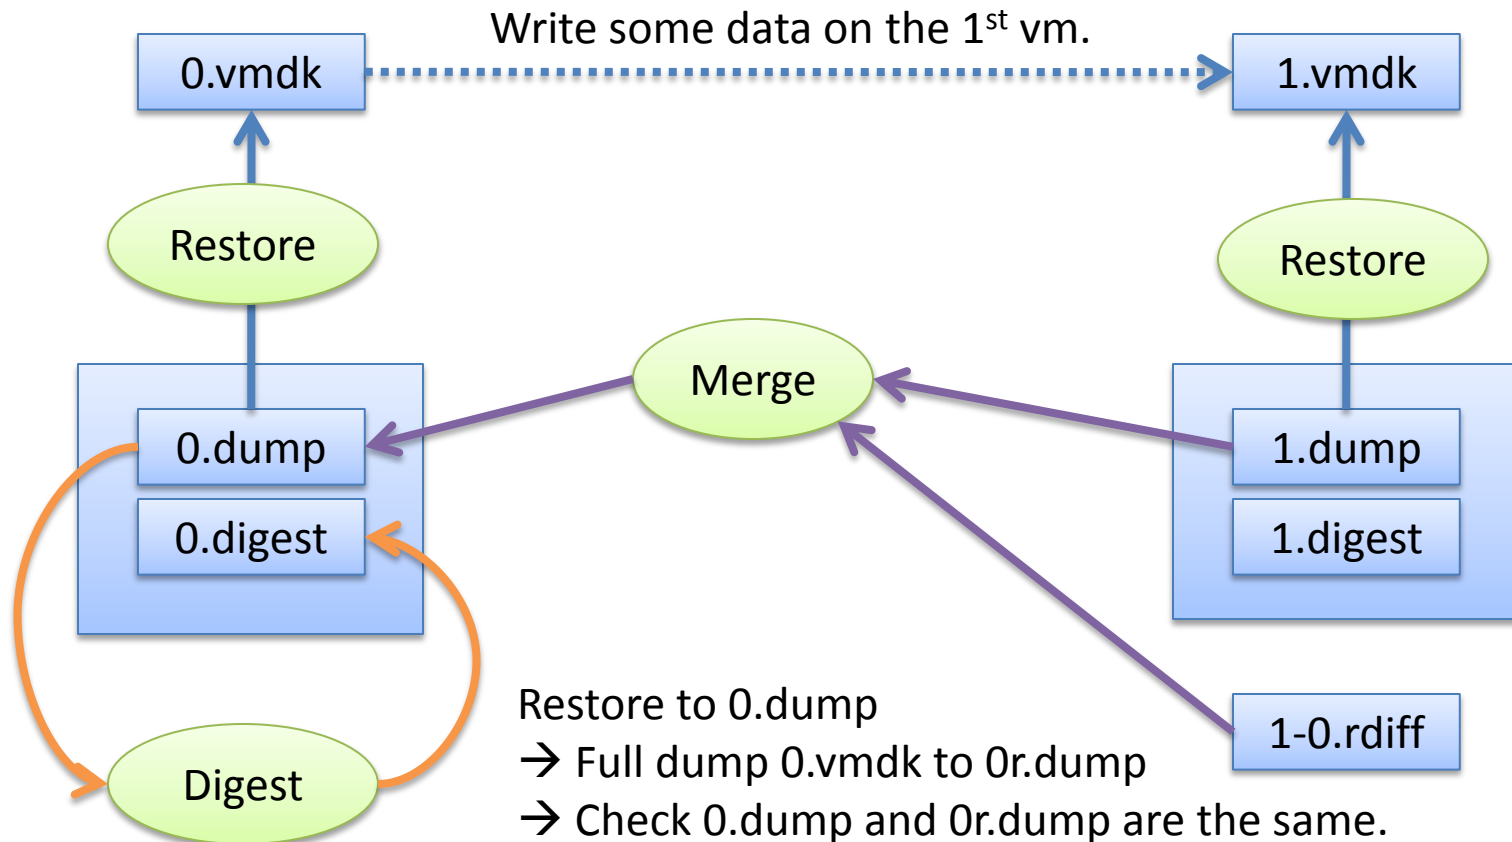 Write some data on the 1st vm.
0.vmdk
1.vmdk
Restore
Restore
Merge
0.dump
1.dump
0.digest
1.digest
Restore to 0.dump
→ Full dump 0.vmdk to 0r.dump
→ Check 0.dump and 0r.dump are the same.
1-0.rdiff
Digest